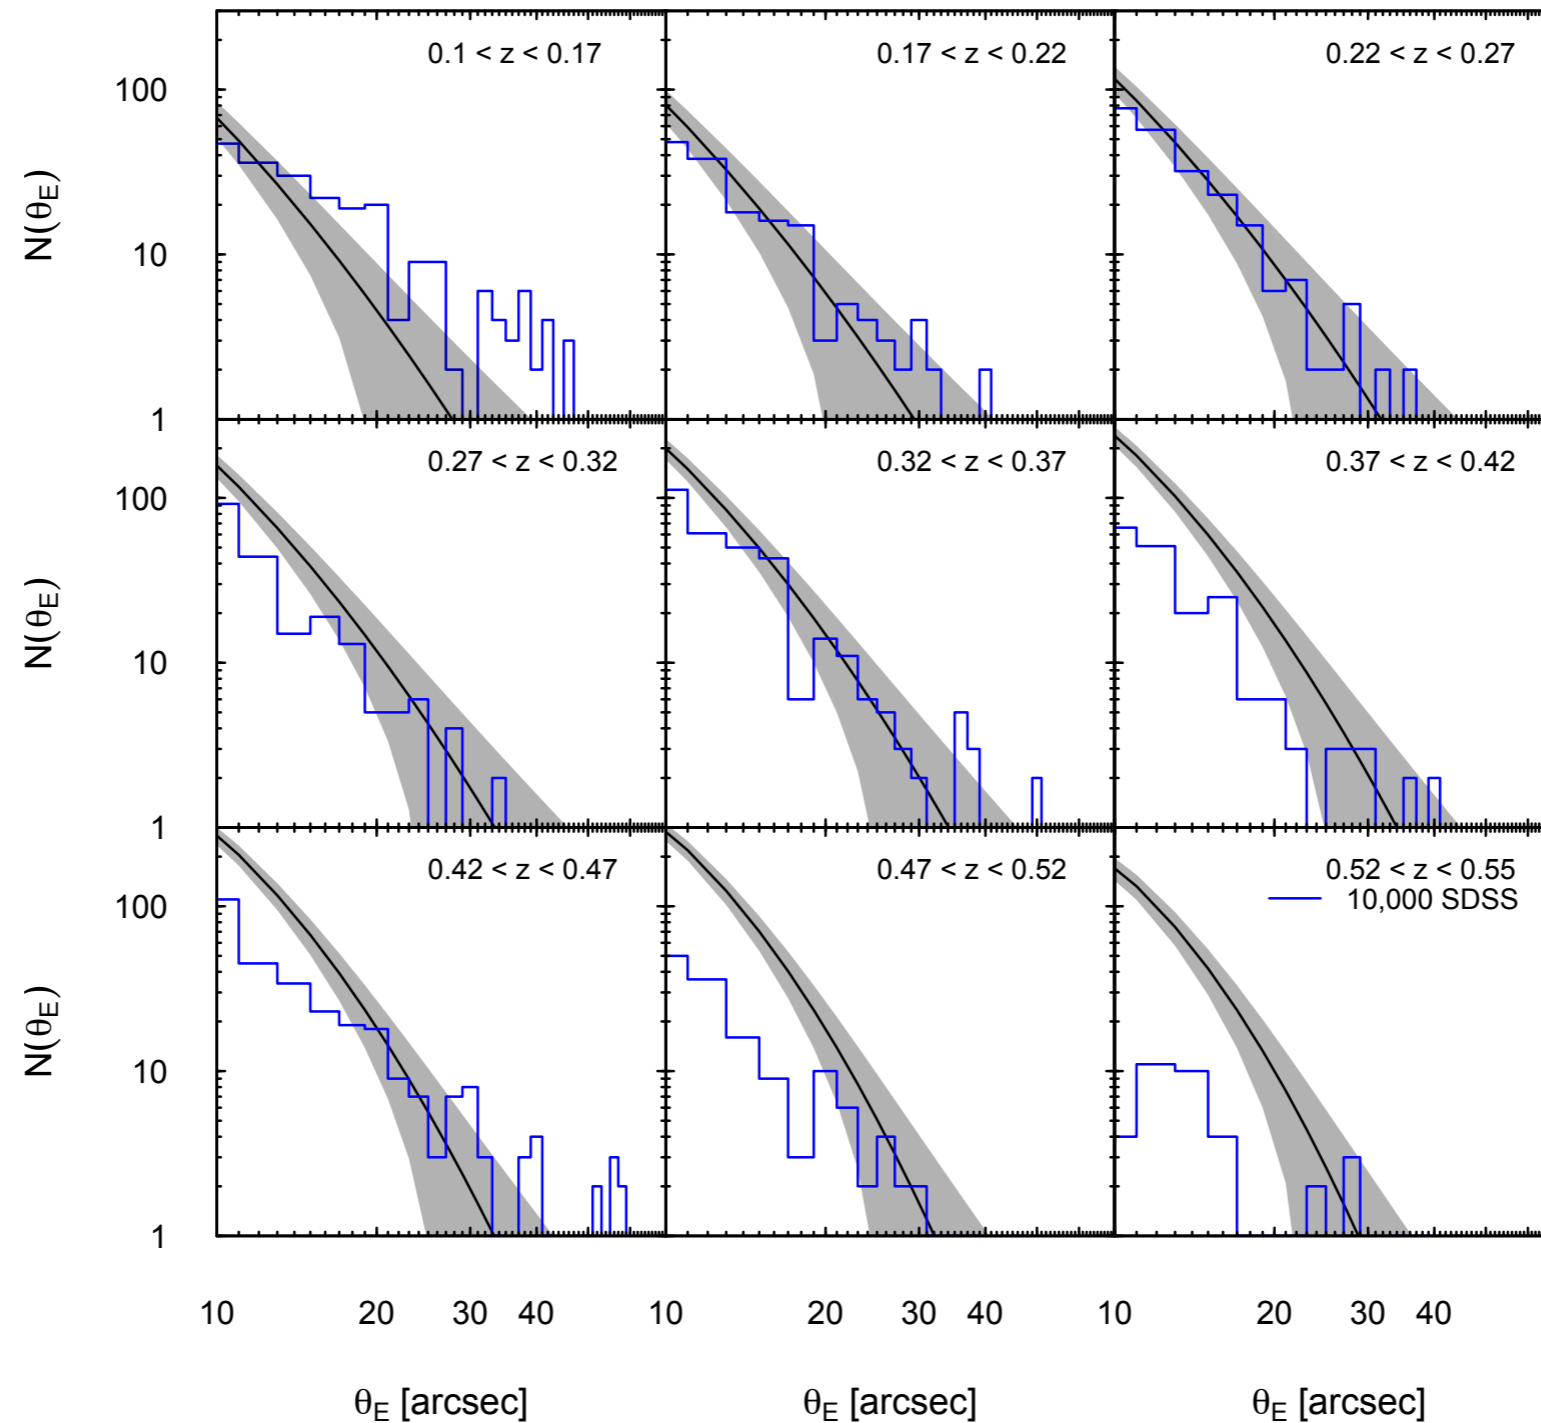 0.1 < z < 0.17
0.17 < z < 0.22
0.22 < z < 0.27
100
10
1
N(θE)
0.27 < z < 0.32
0.32 < z < 0.37
0.37 < z < 0.42
100
10
1
N(θE)
0.42 < z < 0.47
0.47 < z < 0.52
0.52 < z < 0.55
10,000 SDSS
100
10
1
N(θE)
10 20 30 40 10 20 30 40 10 20 30 40
θE [arcsec] θE [arcsec] θE [arcsec]